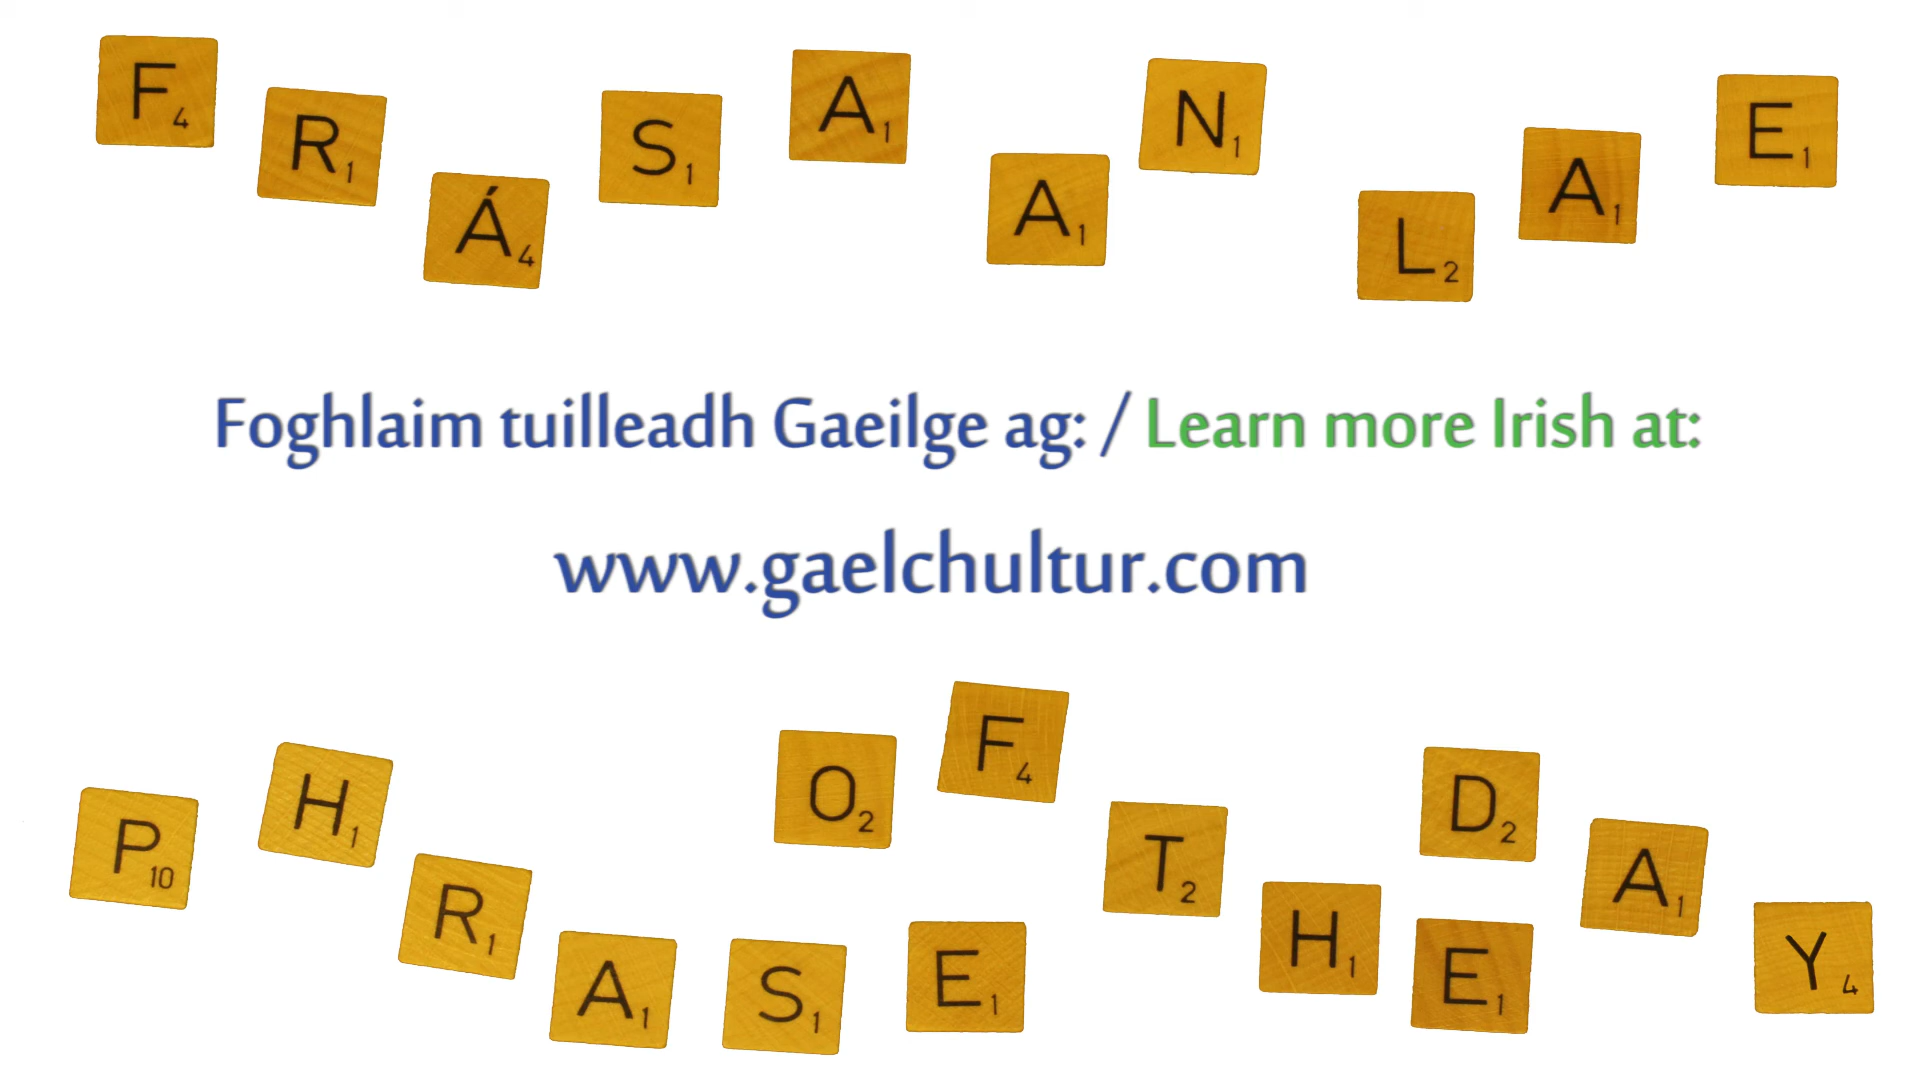 FRÁSA AN LAE
Foghlaim tuilleadh Gaeilge ag: / Learn more Irish at:
www.gaelchultur.com
PHRASE OF THE DAY